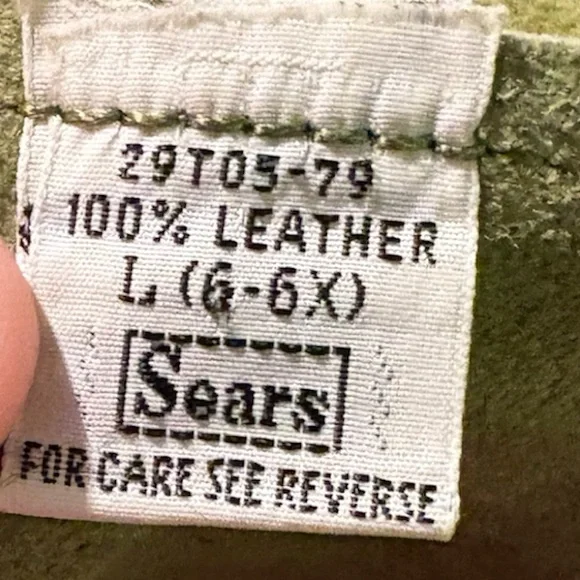 29T05-79
100% LEATHER
L (6-6X)
Sears
FOR CARE SEE REVERSE